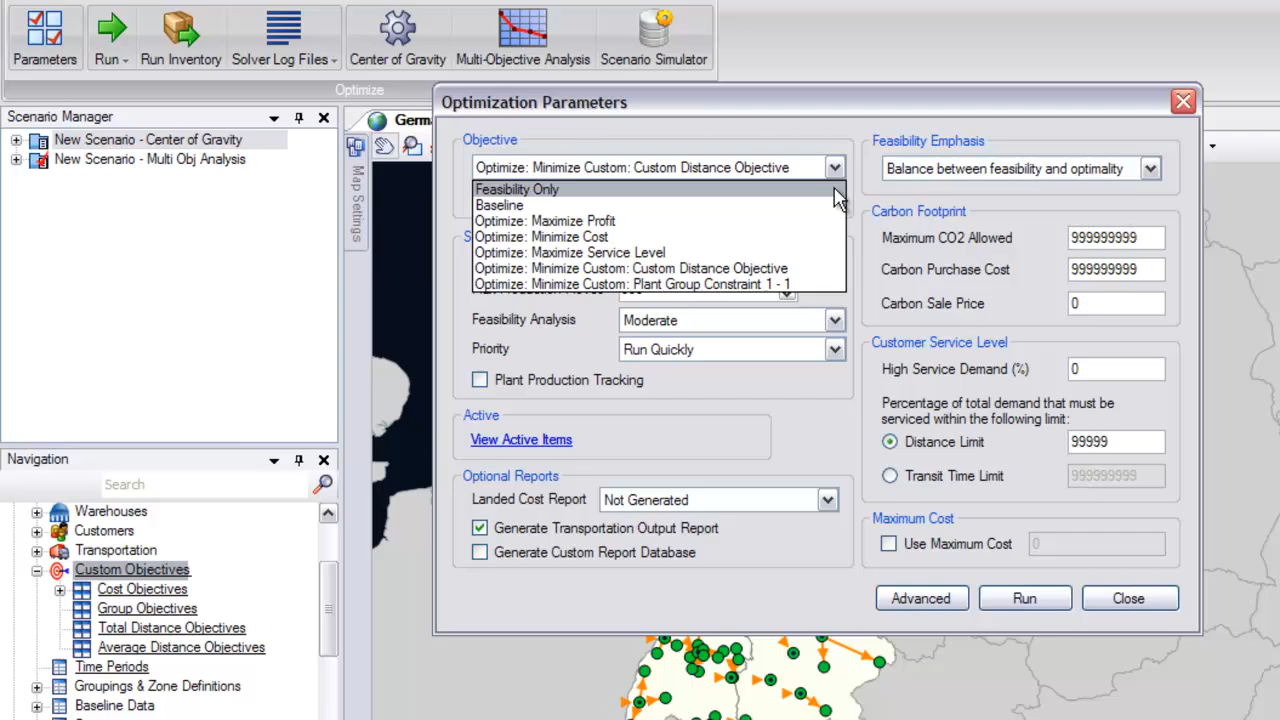 Parameters
Run
Run Inventory
Solver Log Files
Center of Gravity
Multi-Objective Analysis
Scenario Simulator
Optimize
Scenario Manager
New Scenario - Center of Gravity
New Scenario - Multi Obj Analysis
Germa
Map Settings
Navigation
Search
Warehouses
Customers
Transportation
Custom Objectives
Cost Objectives
Group Objectives
Total Distance Objectives
Average Distance Objectives
Time Periods
Groupings & Zone Definitions
Baseline Data
Optimization Parameters
Objective
Optimize: Minimize Custom: Custom Distance Objective
Feasibility Only
Baseline
Optimize: Maximize Profit
Optimize: Minimize Cost
Optimize: Maximize Service Level
Optimize: Minimize Custom: Custom Distance Objective
Optimize: Minimize Custom: Plant Group Constraint 1 - 1
Feasibility Analysis
Moderate
Priority
Run Quickly
Plant Production Tracking
Active
View Active Items
Optional Reports
Landed Cost Report
Not Generated
Generate Transportation Output Report
Generate Custom Report Database
Feasibility Emphasis
Balance between feasibility and optimality
Carbon Footprint
Maximum CO2 Allowed
999999999
Carbon Purchase Cost
999999999
Carbon Sale Price
0
Customer Service Level
High Service Demand (%)
0
Percentage of total demand that must be
serviced within the following limit:
Distance Limit
99999
Transit Time Limit
999999999
Maximum Cost
Use Maximum Cost
0
Advanced
Run
Close